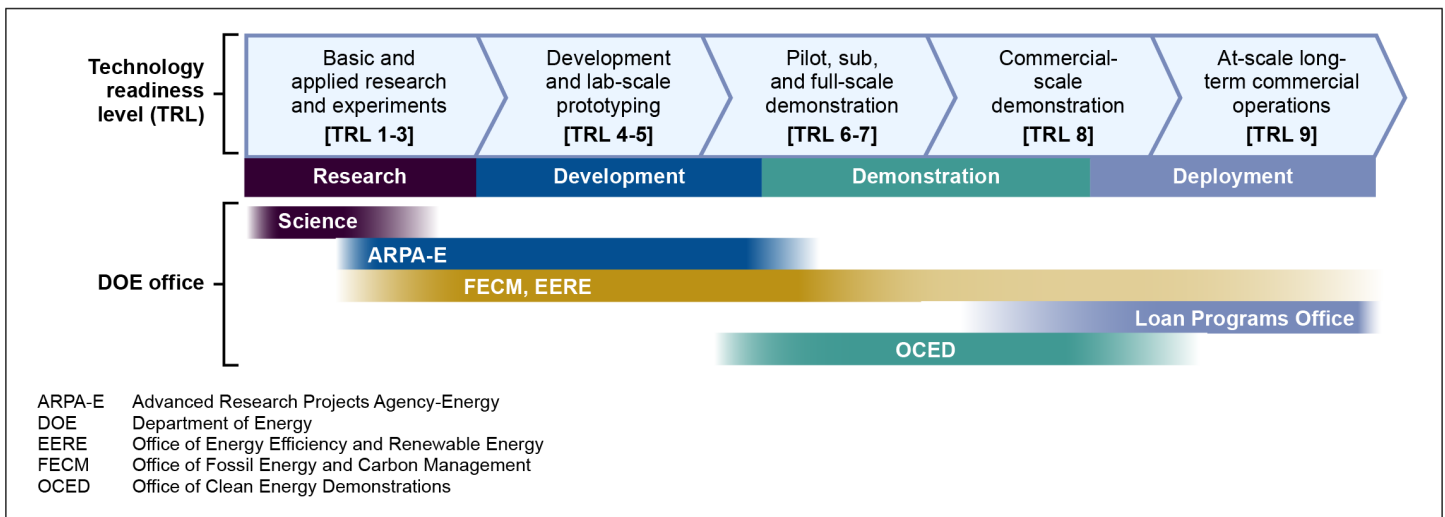 Technology
readiness
level (TRL)
Basic and
applied research
and experiments
[TRL 1-3]
Development
and lab-scale
prototyping
[TRL 4-5]
Pilot, sub,
and full-scale
demonstration
[TRL 6-7]
Commercial-
scale
demonstration
[TRL 8]
At-scale long-
term commercial
operations
[TRL 9]
Research
Development
Demonstration
Deployment
DOE office
Science
ARPA-E
FECM, EERE
Loan Programs Office
OCED
ARPA-E Advanced Research Projects Agency-Energy
DOE Department of Energy
EERE Office of Energy Efficiency and Renewable Energy
FECM Office of Fossil Energy and Carbon Management
OCED Office of Clean Energy Demonstrations